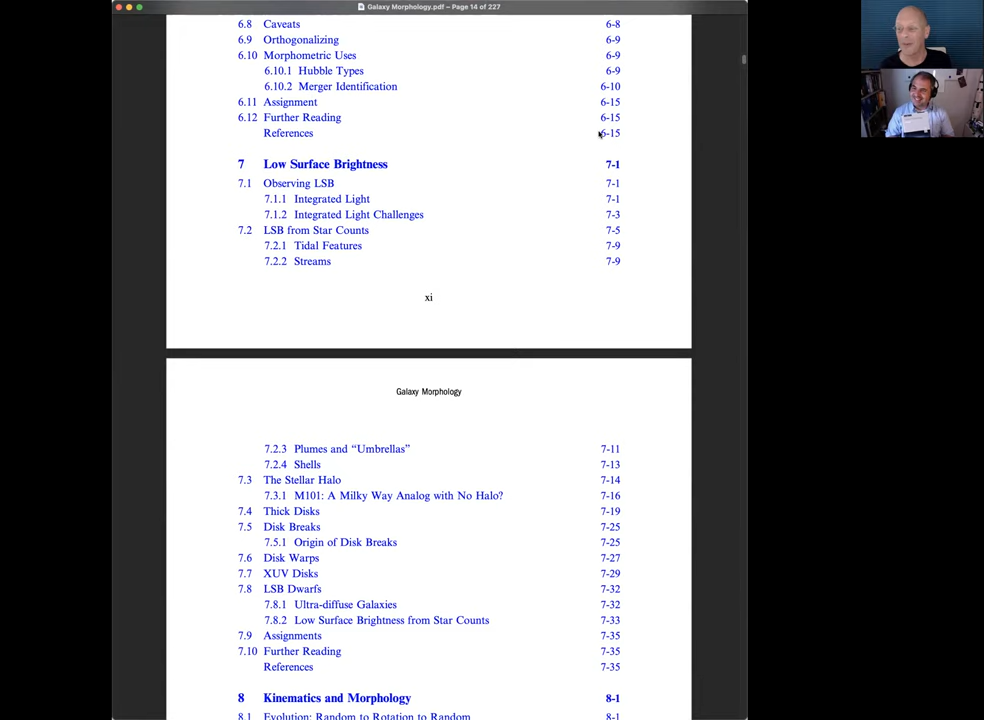 Galaxy Morphology.pdf – Page 14 of 227
6.8 Caveats 6-8
6.9 Orthogonalizing 6-9
6.10 Morphometric Uses 6-9
6.10.1 Hubble Types 6-9
6.10.2 Merger Identification 6-10
6.11 Assignment 6-15
6.12 Further Reading 6-15
References 6-15
7 Low Surface Brightness 7-1
7.1 Observing LSB 7-1
7.1.1 Integrated Light 7-1
7.1.2 Integrated Light Challenges 7-3
7.2 LSB from Star Counts 7-5
7.2.1 Tidal Features 7-9
7.2.2 Streams 7-9
xi
Galaxy Morphology
7.2.3 Plumes and “Umbrellas” 7-11
7.2.4 Shells 7-13
7.3 The Stellar Halo 7-14
7.3.1 M101: A Milky Way Analog with No Halo? 7-16
7.4 Thick Disks 7-19
7.5 Disk Breaks 7-25
7.5.1 Origin of Disk Breaks 7-25
7.6 Disk Warps 7-27
7.7 XUV Disks 7-29
7.8 LSB Dwarfs 7-32
7.8.1 Ultra-diffuse Galaxies 7-32
7.8.2 Low Surface Brightness from Star Counts 7-33
7.9 Assignments 7-35
7.10 Further Reading 7-35
References 7-35
8 Kinematics and Morphology 8-1
8.1 Evolution: Random to Rotation to Random 8-1